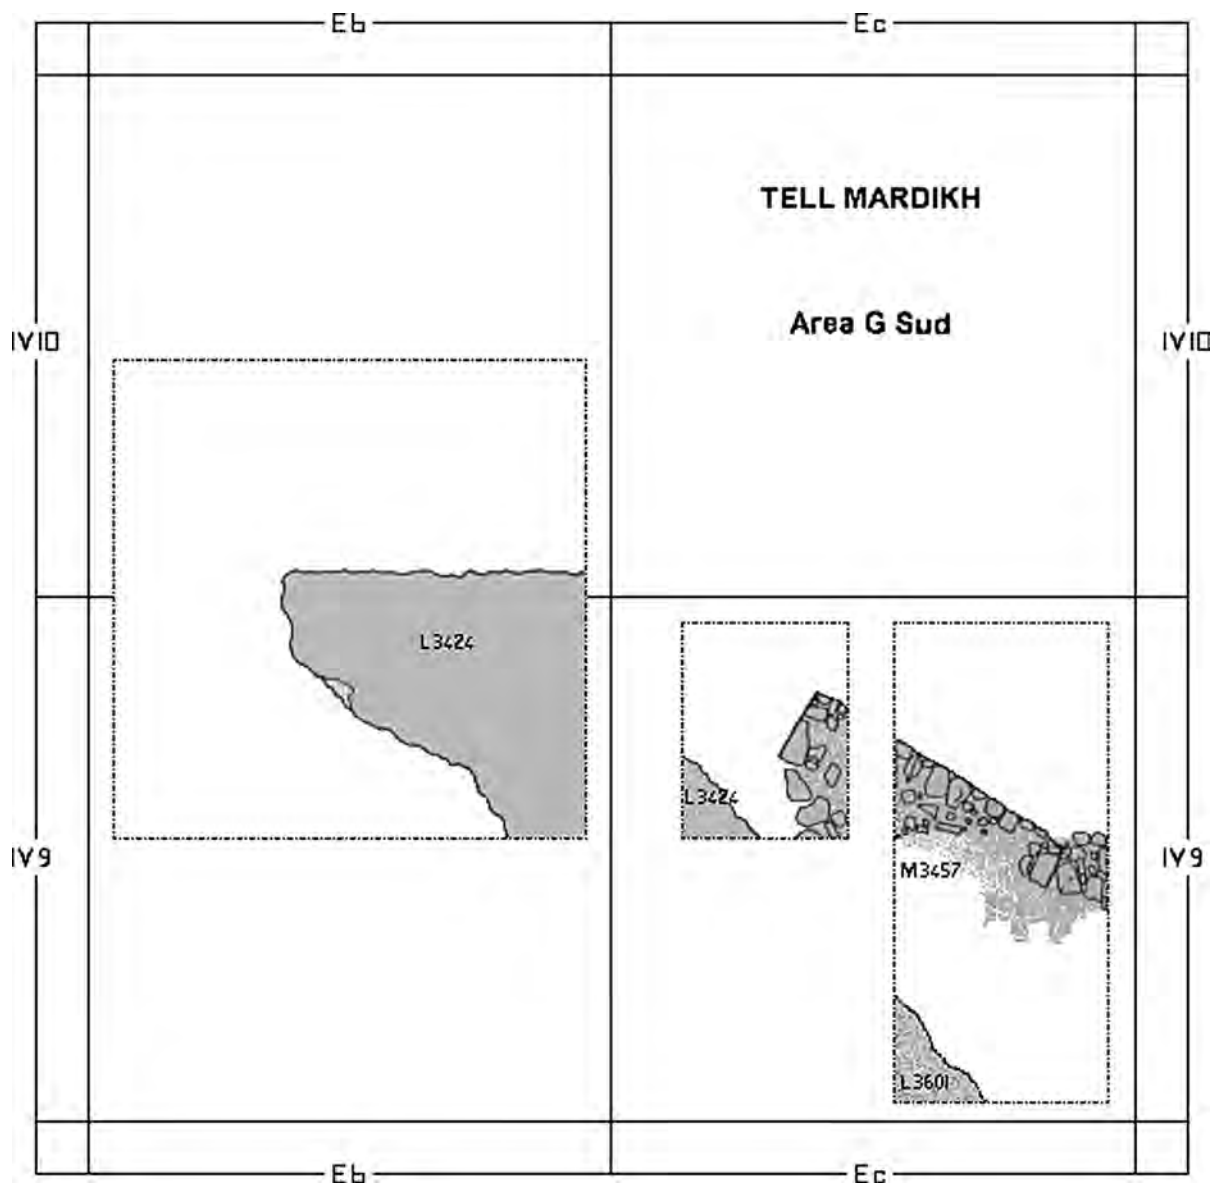 Eb
Ec
TELL MARDIKH
Area G Sud
IV10
IV10
L3424
L3424
IV9
M3457
IV9
L3601
Eb
Ec